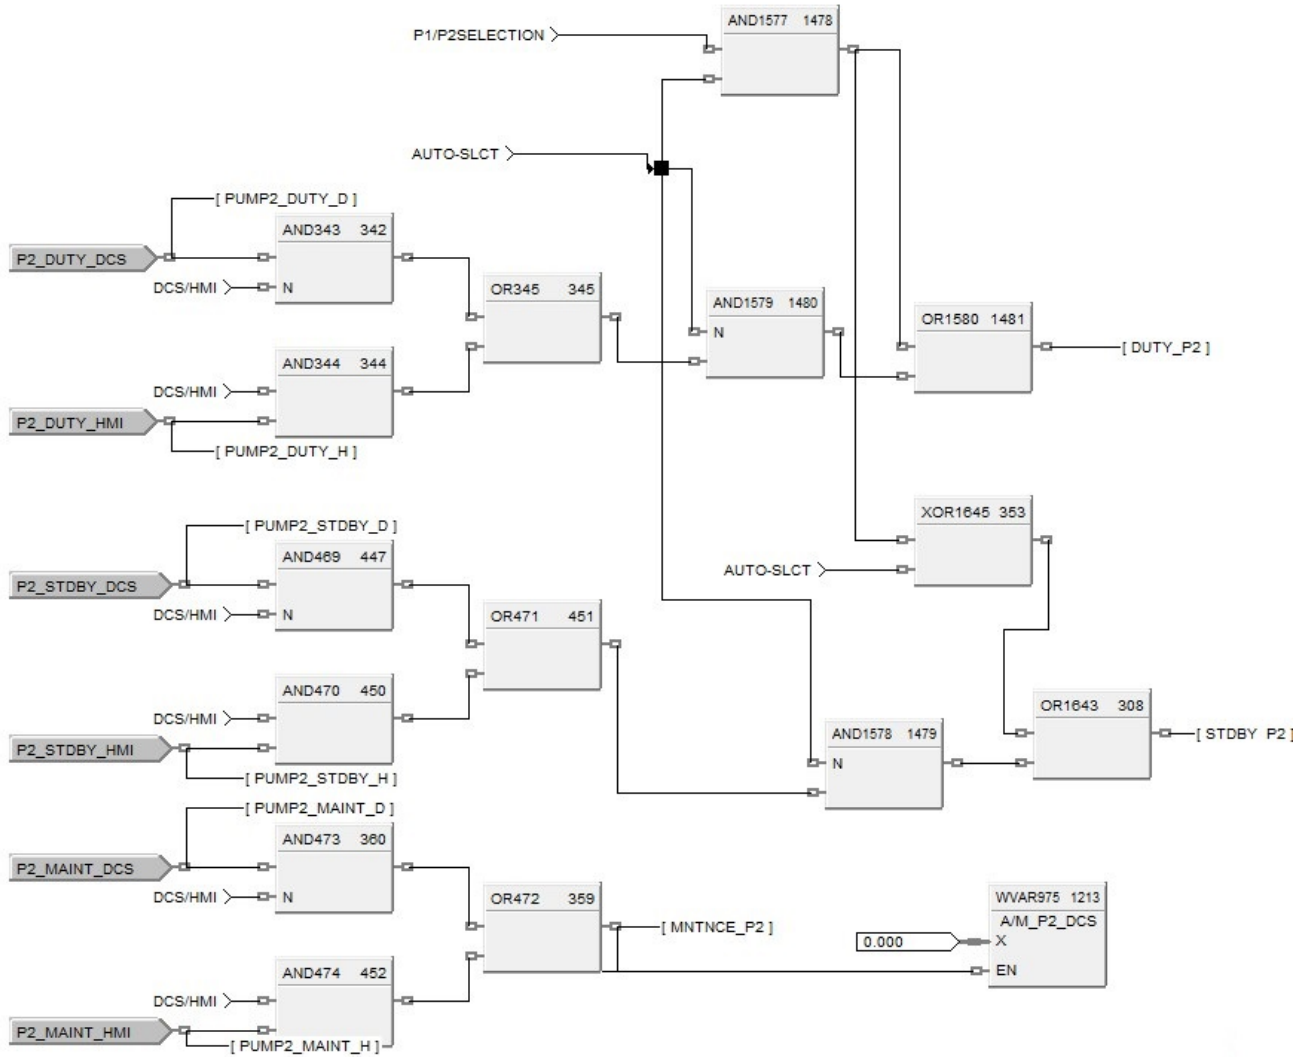 AND1577 1478
P1/P2SELECTION
AUTO-SLCT
[ PUMP2_DUTY_D ]
AND343 342
P2_DUTY_DCS
DCS/HMI
N
OR345 345
AND1579 1480
N
OR1580 1481
[ DUTY_P2 ]
AND344 344
DCS/HMI
P2_DUTY_HMI
[ PUMP2_DUTY_H ]
XOR1645 353
AUTO-SLCT
[ PUMP2_STDBY_D ]
AND469 447
P2_STDBY_DCS
DCS/HMI
N
OR471 451
AND470 450
DCS/HMI
P2_STDBY_HMI
[ PUMP2_STDBY_H ]
AND1578 1479
N
OR1643 308
[ STDBY P2 ]
[ PUMP2_MAINT_D ]
AND473 360
P2_MAINT_DCS
DCS/HMI
N
OR472 359
[ MNTNCE_P2 ]
WVAR975 1213
A/M_P2_DCS
0.000
X
EN
AND474 452
DCS/HMI
P2_MAINT_HMI
[ PUMP2_MAINT_H ]